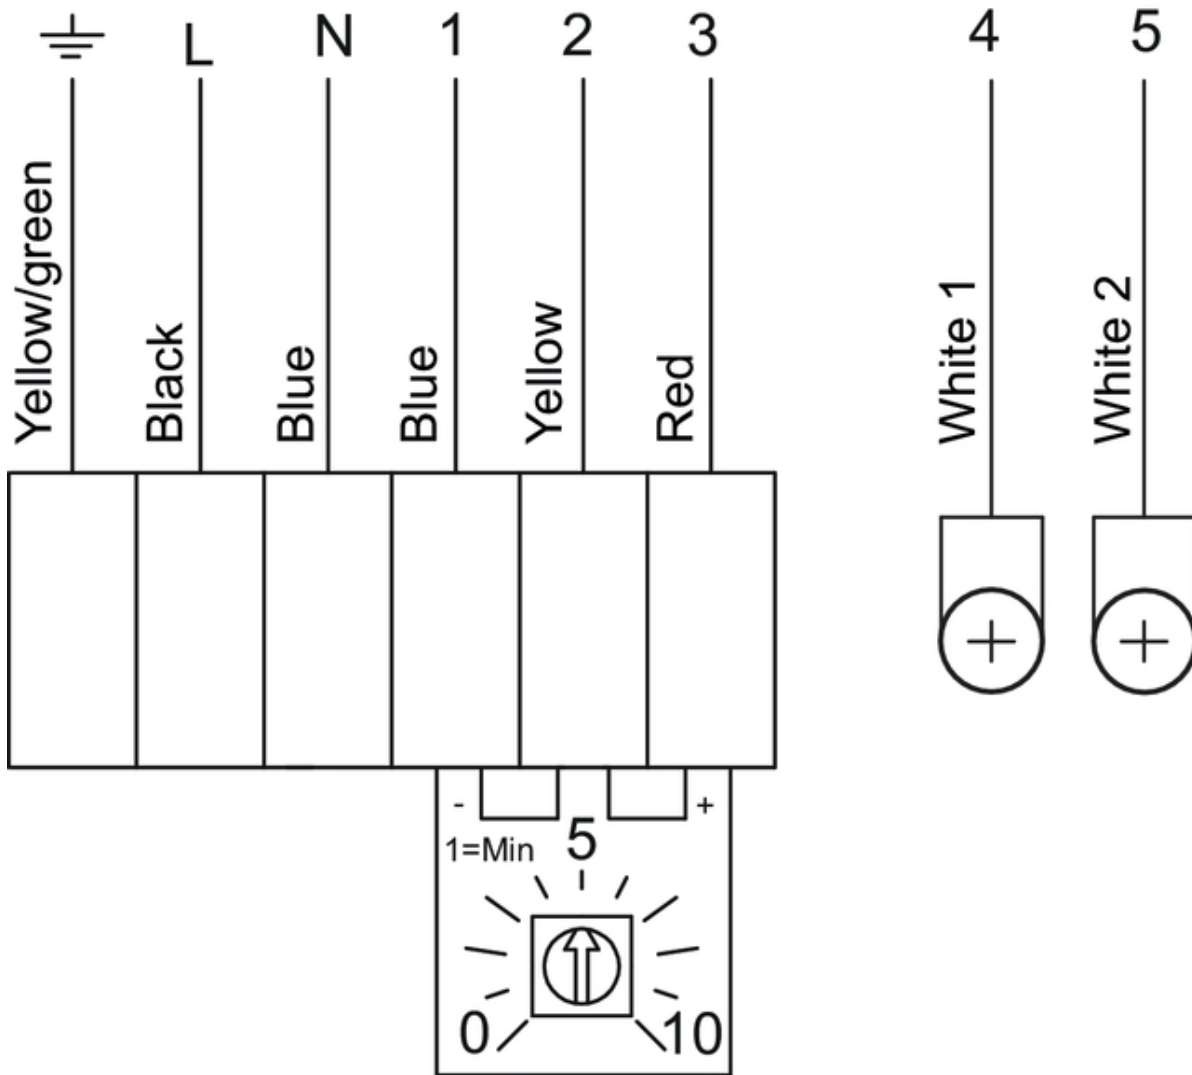 L N 1 2 3 4 5
Yellow/green
Black
Blue
Blue
Yellow
Red
White 1
White 2
- +
1=Min 5
0 10